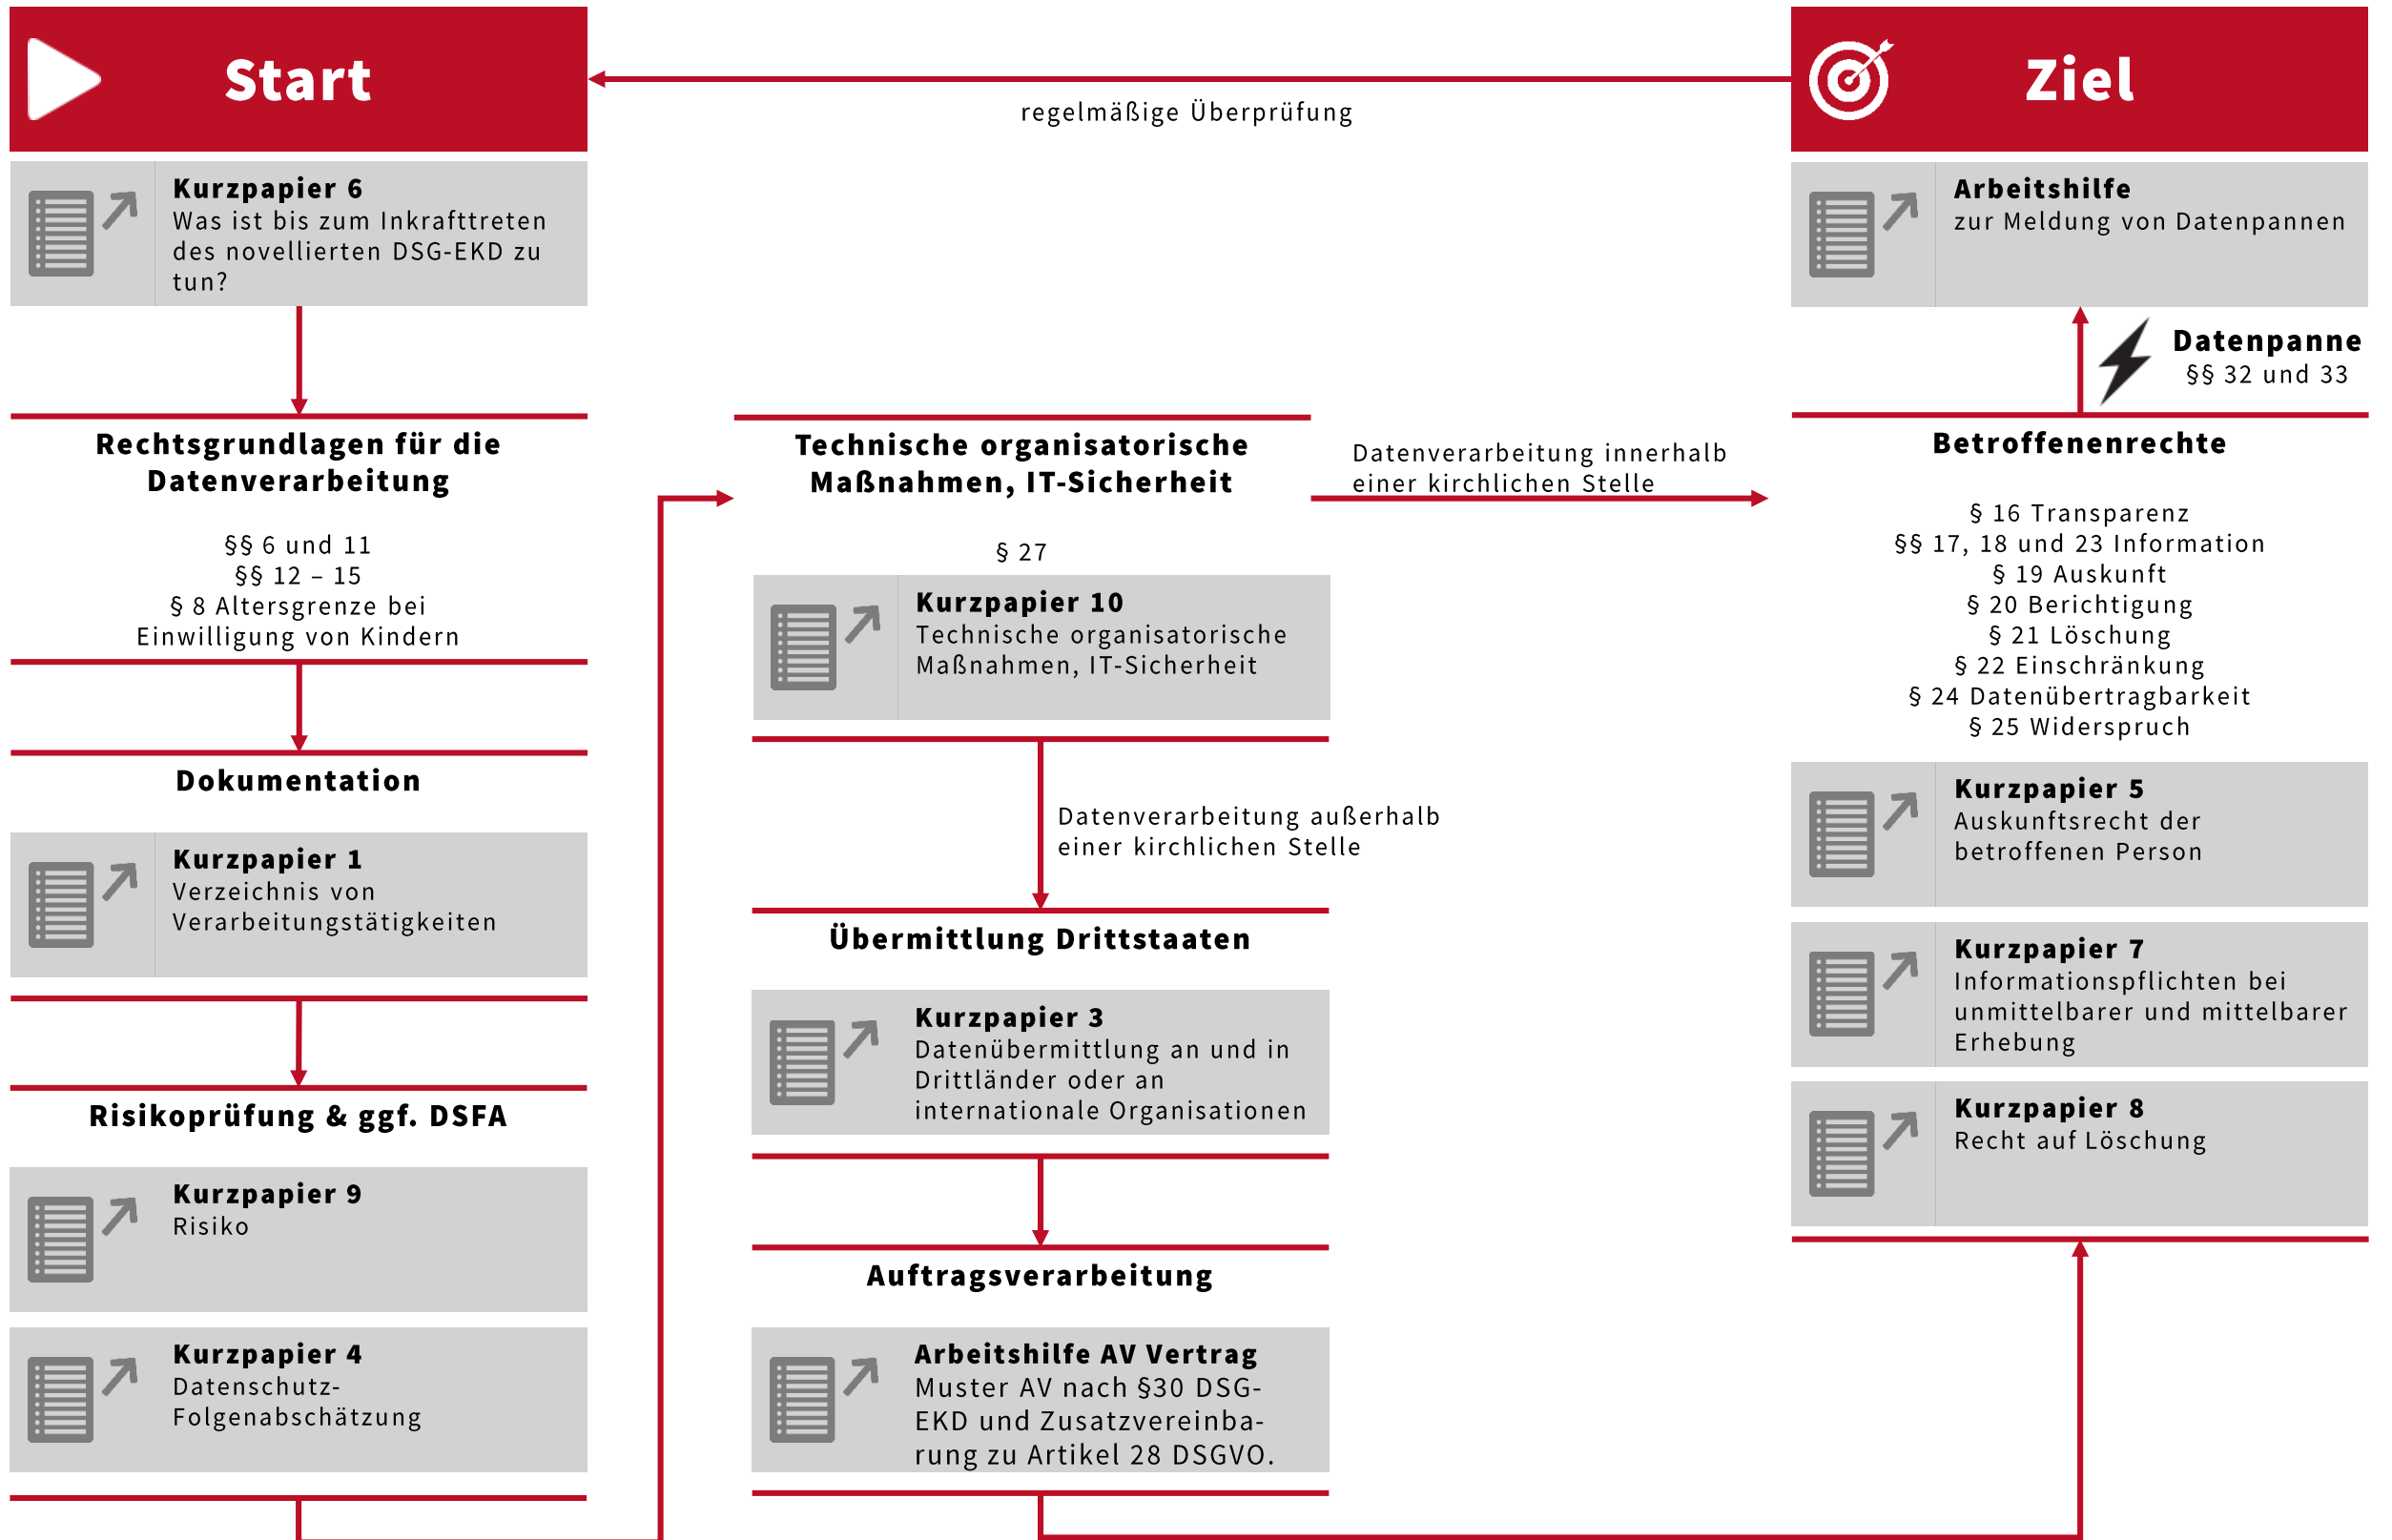 Start
Kurzpapier 6
Was ist bis zum Inkrafttreten
des novellierten DSG-EKD zu
tun?
Rechtsgrundlagen für die
Datenverarbeitung
§§ 6 und 11
§§ 12 – 15
§ 8 Altersgrenze bei
Einwilligung von Kindern
Dokumentation
Kurzpapier 1
Verzeichnis von
Verarbeitungstätigkeiten
Risikoprüfung & ggf. DSFA
Kurzpapier 9
Risiko
Kurzpapier 4
Datenschutz-
Folgenabschätzung
Technische organisatorische
Maßnahmen, IT-Sicherheit
§ 27
Kurzpapier 10
Technische organisatorische
Maßnahmen, IT-Sicherheit
Datenverarbeitung innerhalb
einer kirchlichen Stelle
Datenverarbeitung außerhalb
einer kirchlichen Stelle
Übermittlung Drittstaaten
Kurzpapier 3
Datenübermittlung an und in
Drittländer oder an
internationale Organisationen
Auftragsverarbeitung
Arbeitshilfe AV Vertrag
Muster AV nach §30 DSG-
EKD und Zusatzvereinba-
rung zu Artikel 28 DSGVO.
Betroffenenrechte
§ 16 Transparenz
§§ 17, 18 und 23 Information
§ 19 Auskunft
§ 20 Berichtigung
§ 21 Löschung
§ 22 Einschränkung
§ 24 Datenübertragbarkeit
§ 25 Widerspruch
Kurzpapier 5
Auskunftsrecht der
betroffenen Person
Kurzpapier 7
Informationspflichten bei
unmittelbarer und mittelbarer
Erhebung
Kurzpapier 8
Recht auf Löschung
Datenpanne
§§ 32 und 33
Ziel
Arbeitshilfe
zur Meldung von Datenpannen
regelmäßige Überprüfung